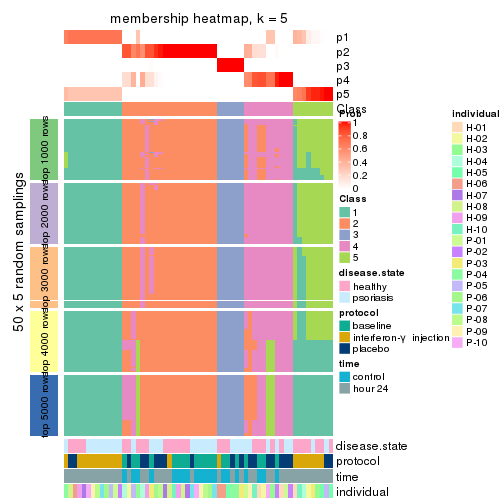 membership heatmap, k = 5
p1
p2
p3
p4
p5
Class
50 x 5 random samplings
top 1000 rows
top 2000 rows
top 3000 rows
top 4000 rows
top 5000 rows
disease.state
protocol
time
individual
Prob
1
0.8
0.6
0.4
0.2
0
Class
1
2
3
4
5
disease.state
healthy
psoriasis
protocol
baseline
interferon-γ injection
placebo
time
control
hour 24
individual
H-01
H-02
H-03
H-04
H-05
H-06
H-07
H-08
H-09
H-10
P-01
P-02
P-03
P-04
P-05
P-06
P-07
P-08
P-09
P-10